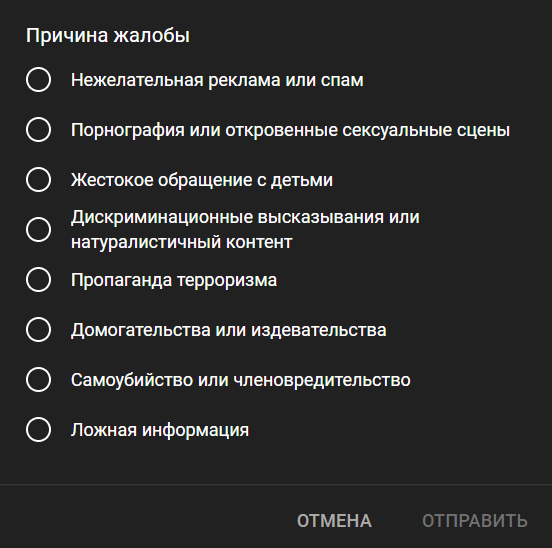 Причина жалобы
Нежелательная реклама или спам
Порнография или откровенные сексуальные сцены
Жестокое обращение с детьми
Дискриминационные высказывания или
натуралистичный контент
Пропаганда терроризма
Домогательства или издевательства
Самоубийство или членовредительство
Ложная информация
ОТМЕНА ОТПРАВИТЬ